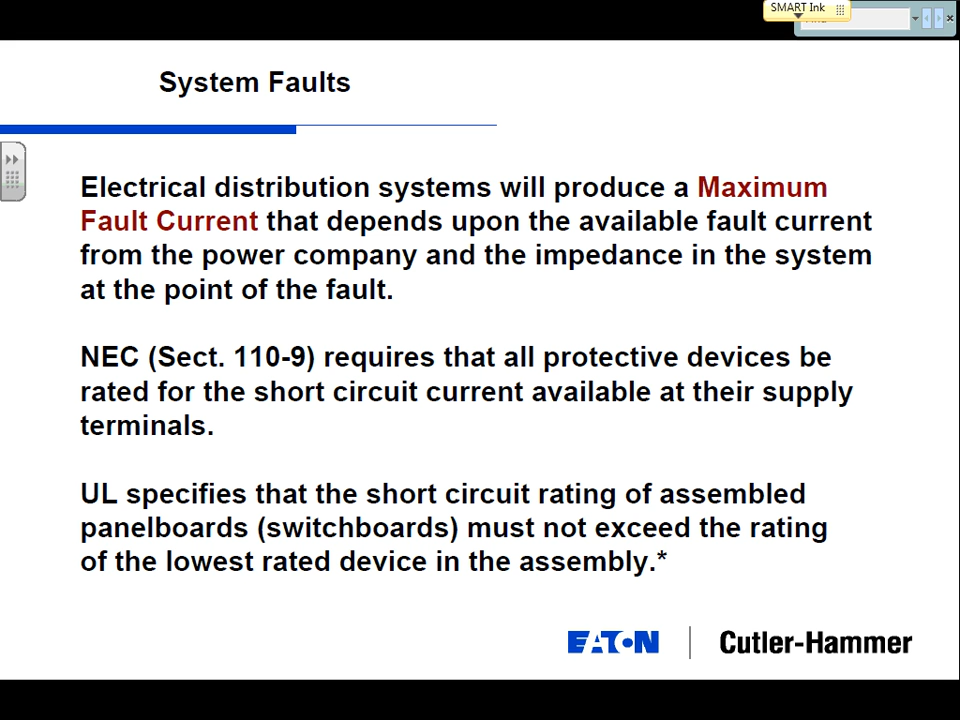 SMART Ink
System Faults
Electrical distribution systems will produce a Maximum
Fault Current that depends upon the available fault current
from the power company and the impedance in the system
at the point of the fault.
NEC (Sect. 110-9) requires that all protective devices be
rated for the short circuit current available at their supply
terminals.
UL specifies that the short circuit rating of assembled
panelboards (switchboards) must not exceed the rating
of the lowest rated device in the assembly.*
EATON | Cutler-Hammer